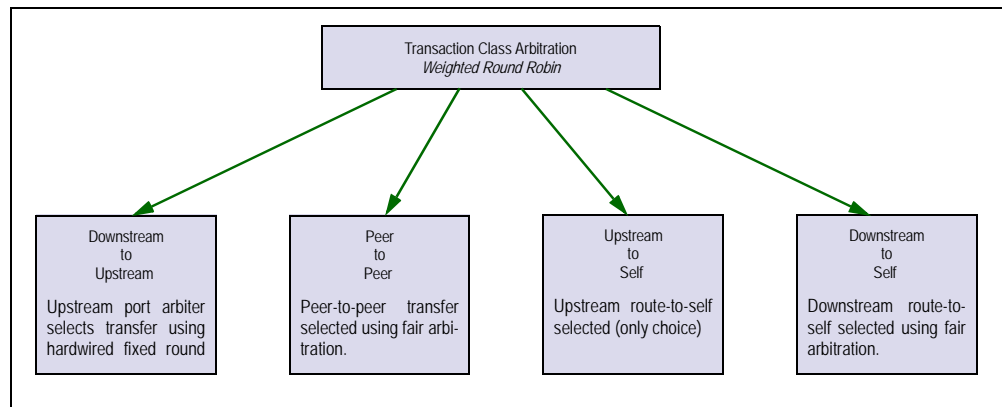 Transaction Class Arbitration
Weighted Round Robin
Downstream
to
Upstream
Upstream port arbiter
selects transfer using
hardwired fixed round
Peer
to
Peer
Peer-to-peer transfer
selected using fair arbi-
tration.
Upstream
to
Self
Upstream route-to-self
selected (only choice)
Downstream
to
Self
Downstream route-to-
self selected using fair
arbitration.